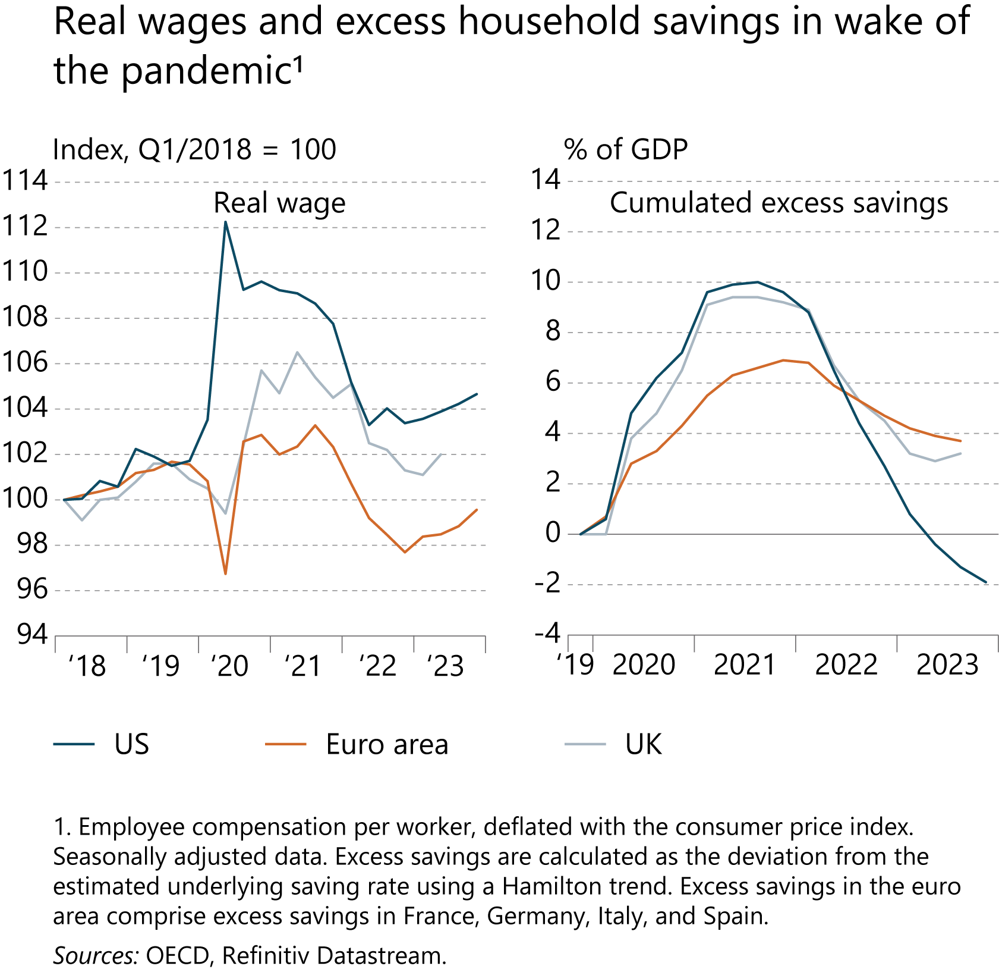 Real wages and excess household savings in wake of
the pandemic¹
Index, Q1/2018 = 100
114
Real wage
112
110
108
106
104
102
100
98
96
94
‘18 ‘19 ‘20 ‘21 ‘22 ‘23
% of GDP
14
Cumulated excess savings
12
10
8
6
4
2
0
-2
-4
‘19 2020 2021 2022 2023
US Euro area UK
1. Employee compensation per worker, deflated with the consumer price index.
Seasonally adjusted data. Excess savings are calculated as the deviation from the
estimated underlying saving rate using a Hamilton trend. Excess savings in the euro
area comprise excess savings in France, Germany, Italy, and Spain.
Sources: OECD, Refinitiv Datastream.